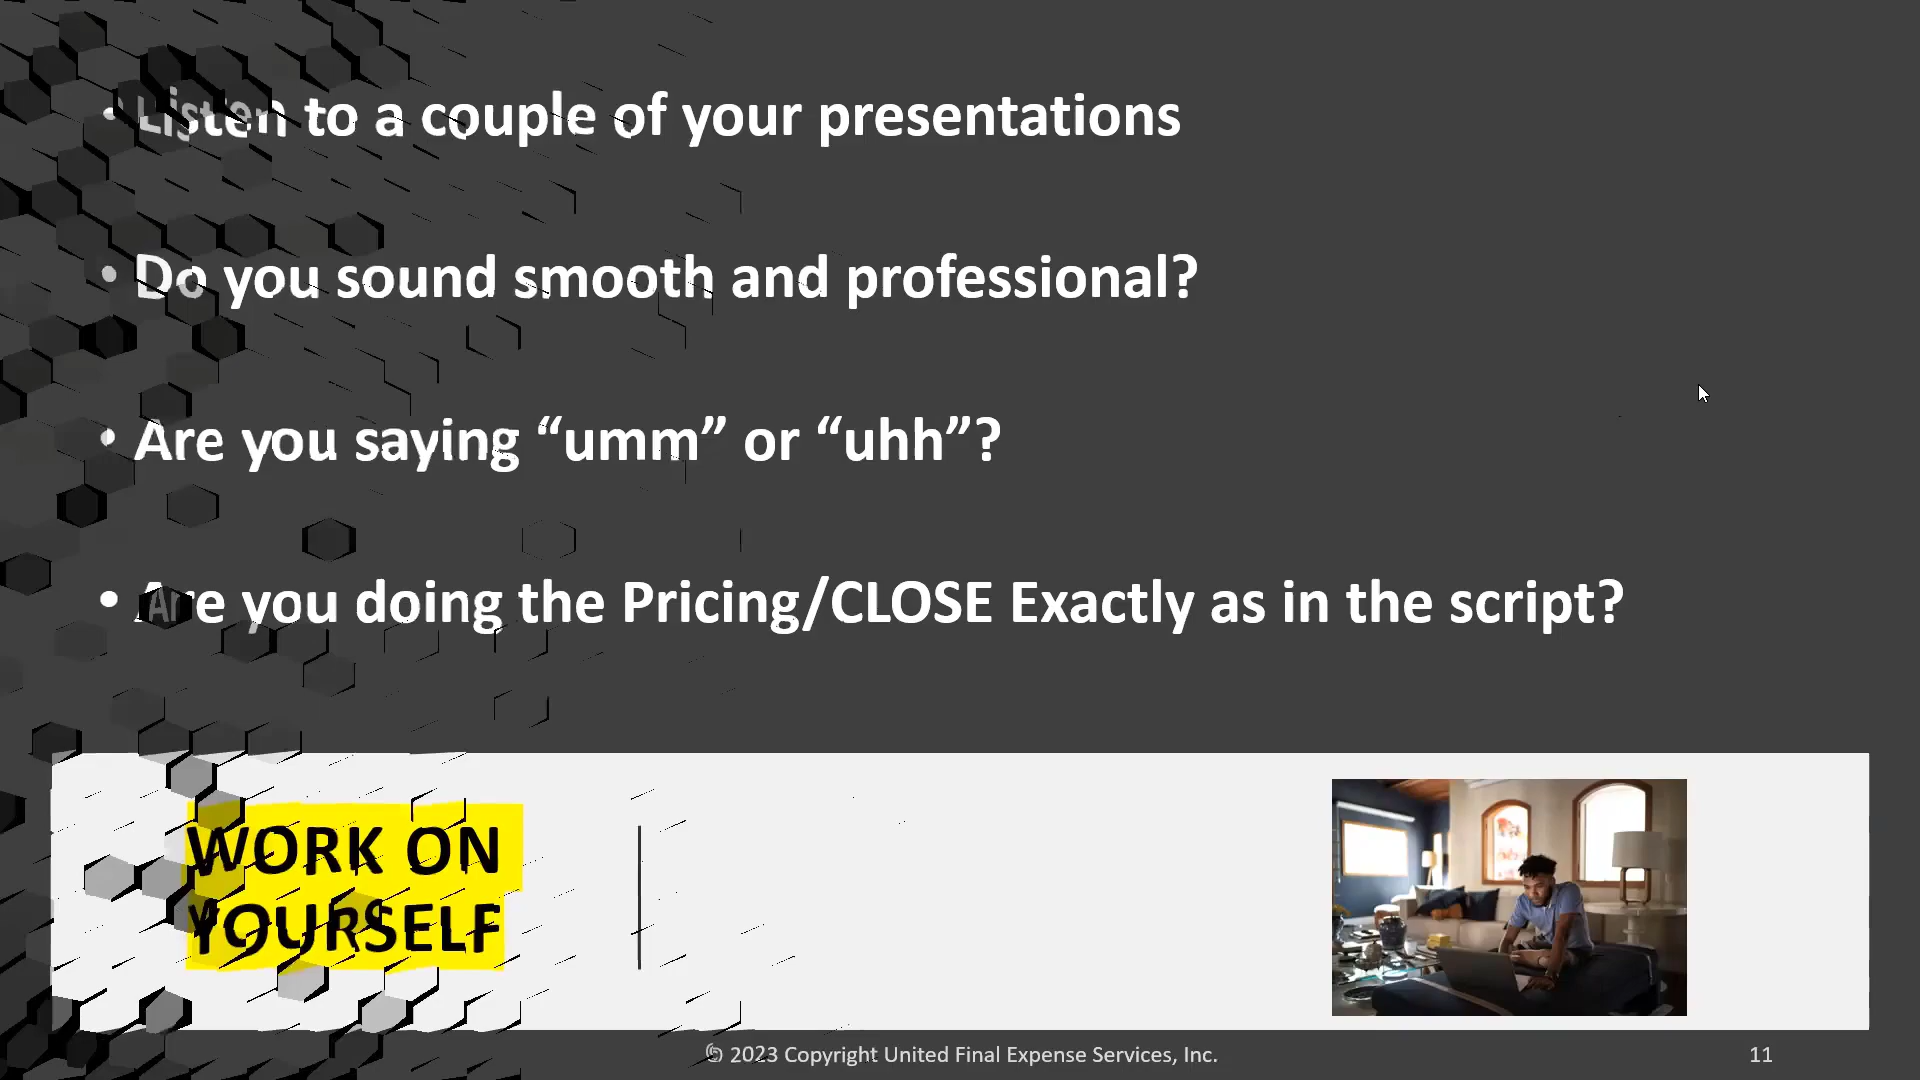 • Listen to a couple of your presentations
• Do you sound smooth and professional?
• Are you saying “umm” or “uhh”?
• Are you doing the Pricing/CLOSE Exactly as in the script?
WORK ON
YOURSELF
© 2023 Copyright United Final Expense Services, Inc.
11